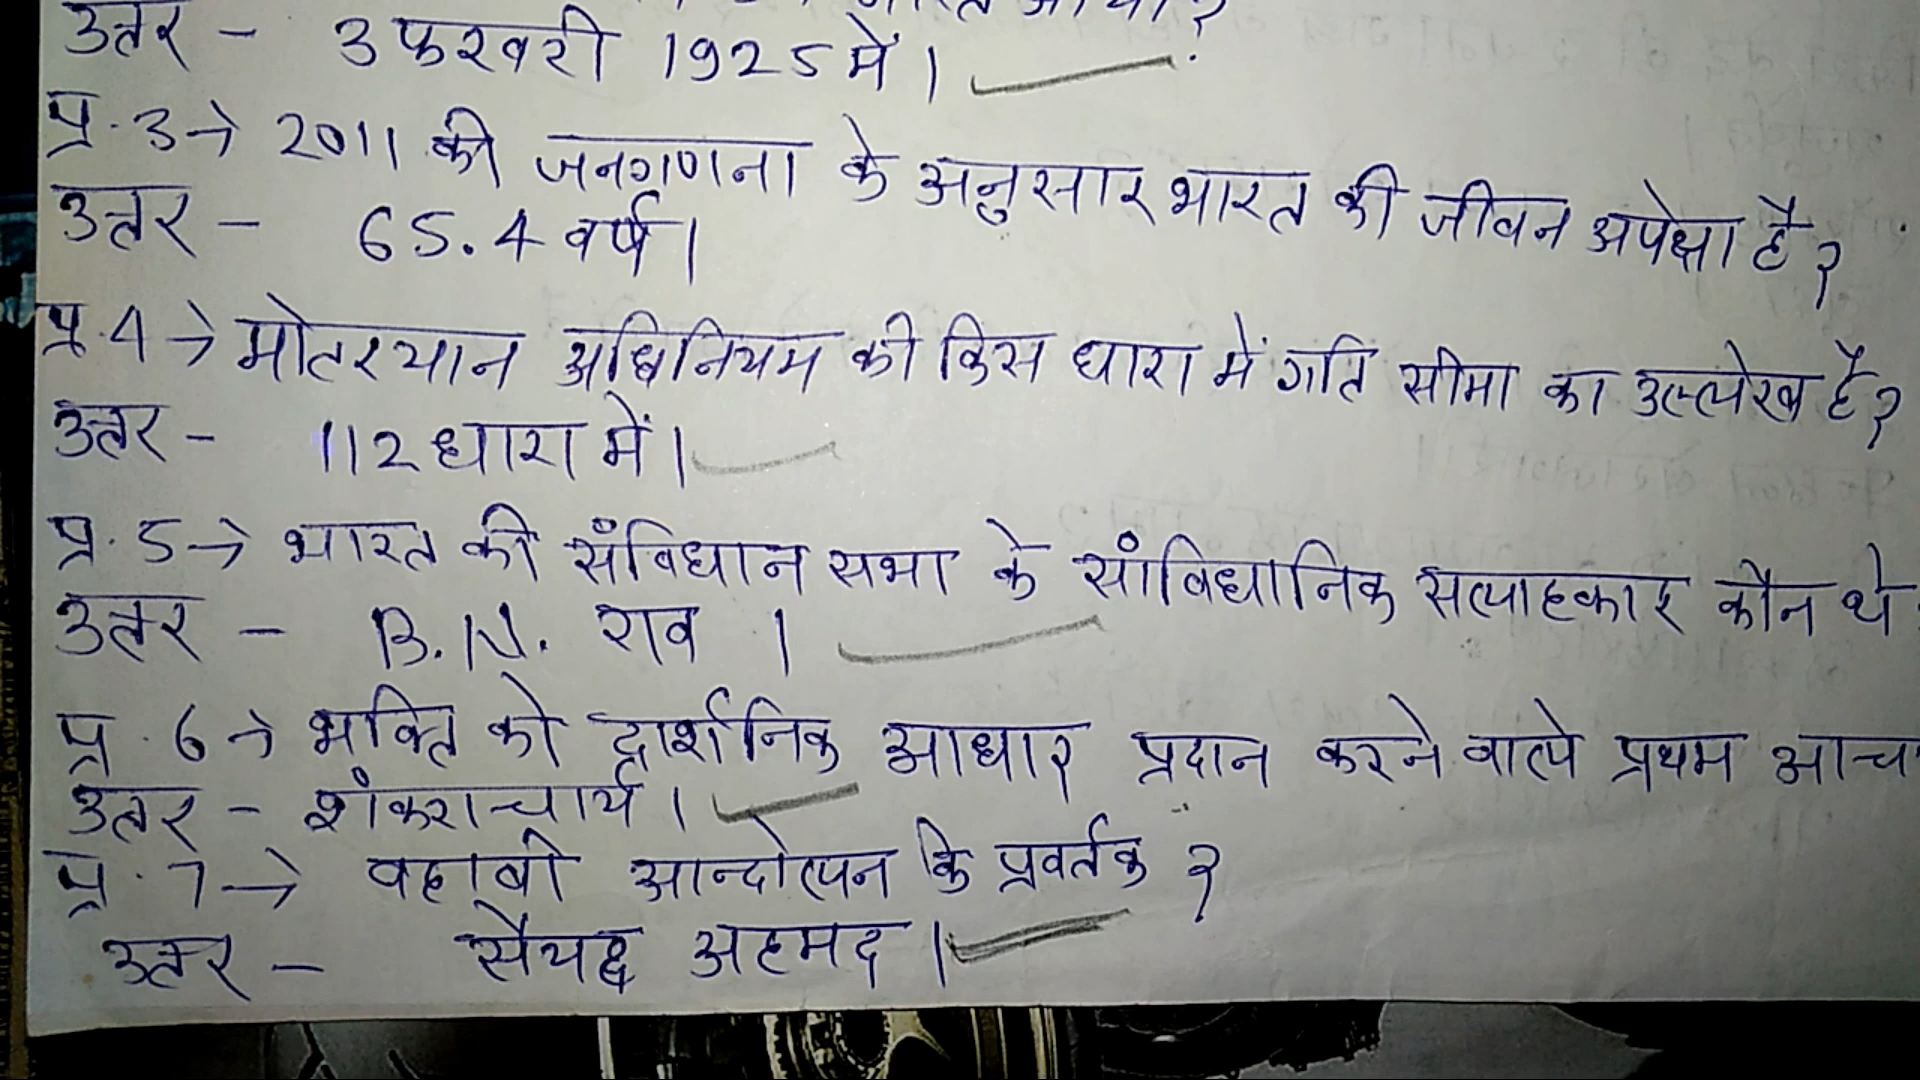 उत्तर - 3 फरवरी 1925 में।
प्र.3→ 2011 की जनगणना के अनुसार भारत की जीवन अपेक्षा है?
उत्तर - 65.4 वर्ष।
प्र.4→ मोटरयान अधिनियम की किस धारा में गति सीमा का उल्लेख है?
उत्तर - 112 धारा में।
प्र.5→ भारत की संविधान सभा के सांविधानिक सलाहकार कौन थे
उत्तर - B.N. राव।
प्र.6→ भक्ति को दार्शनिक आधार प्रदान करने वाले प्रथम आच
उत्तर - शंकराचार्य।
प्र.7→ वहाबी आन्दोलन कि प्रवर्तक?
उत्तर - सैयद अहमद।